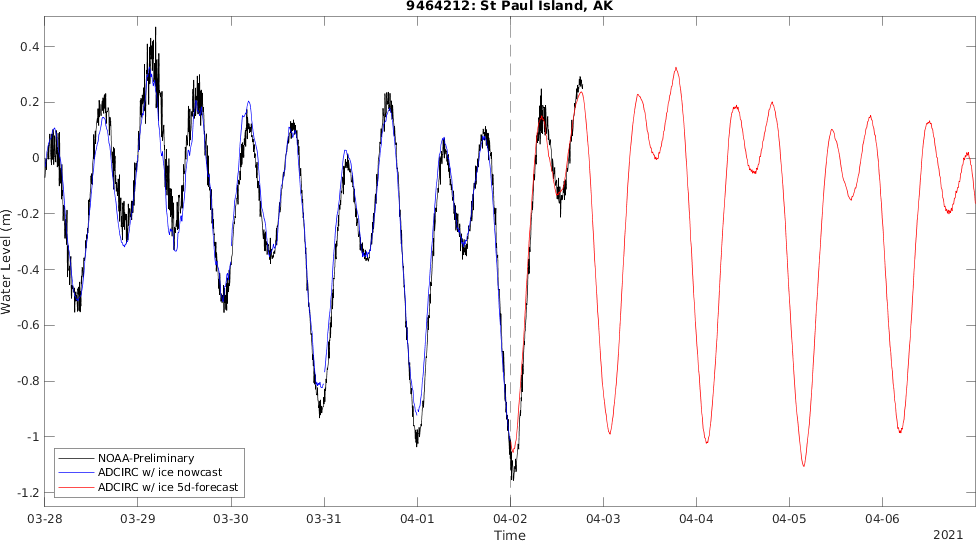 9464212: St Paul Island, AK
0.4
0.2
0
-0.2
-0.4
-0.6
-0.8
-1
-1.2
Water Level (m)
NOAA-Preliminary
ADCIRC w/ ice nowcast
ADCIRC w/ ice 5d-forecast
03-28 03-29 03-30 03-31 04-01 04-02 04-03 04-04 04-05 04-06
Time
2021